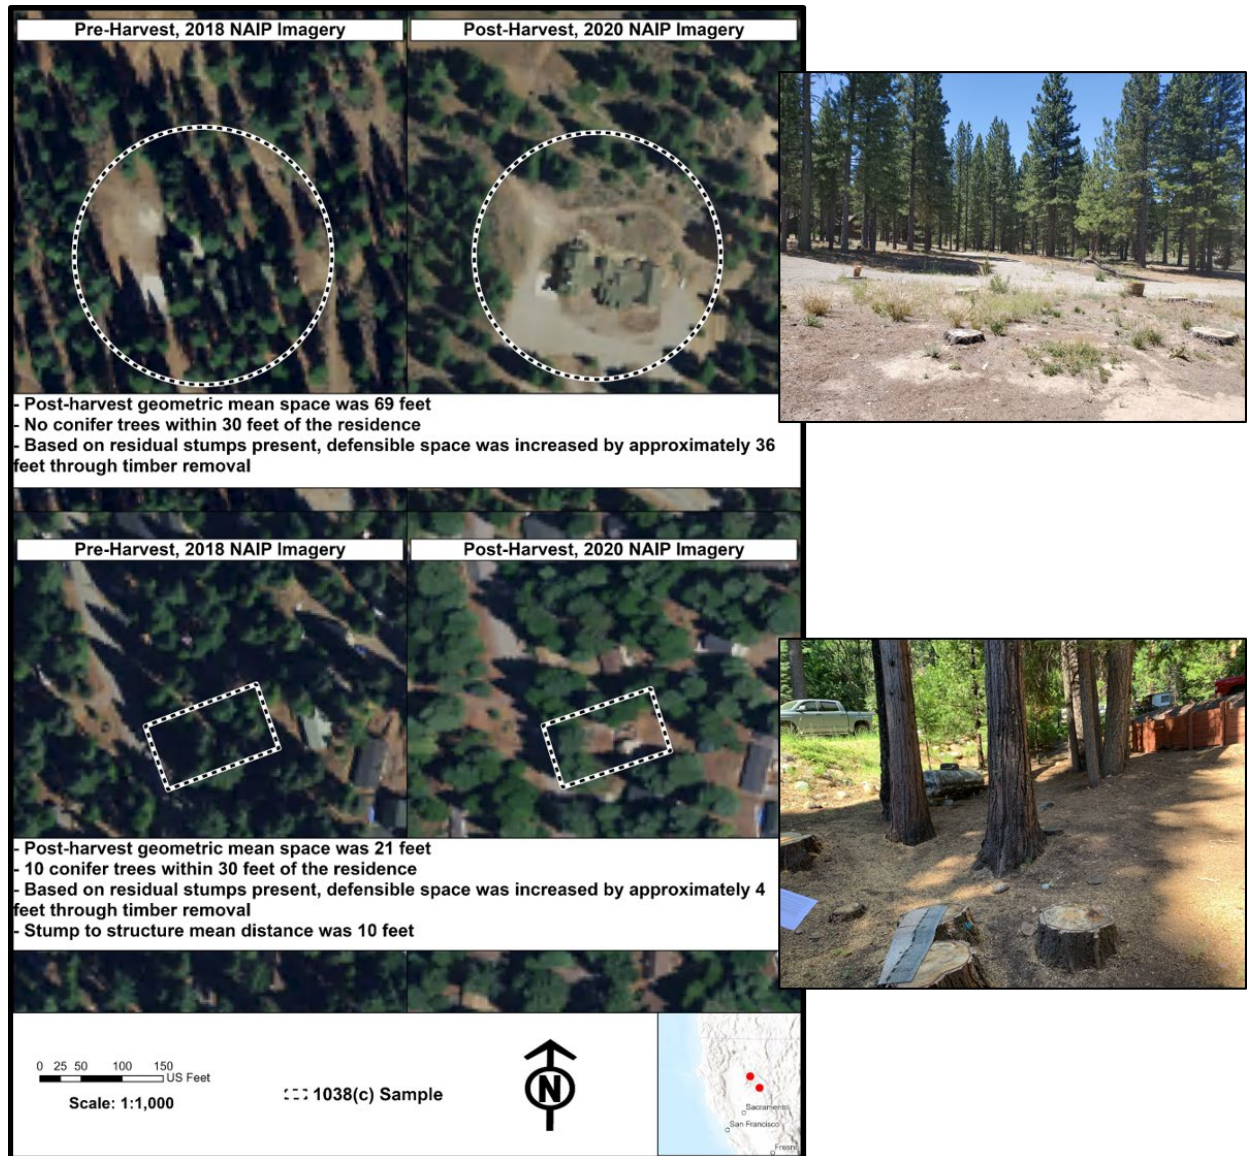 Pre-Harvest, 2018 NAIP Imagery
Post-Harvest, 2020 NAIP Imagery
- Post-harvest geometric mean space was 69 feet
- No conifer trees within 30 feet of the residence
- Based on residual stumps present, defensible space was increased by approximately 36
feet through timber removal
Pre-Harvest, 2018 NAIP Imagery
Post-Harvest, 2020 NAIP Imagery
- Post-harvest geometric mean space was 21 feet
- 10 conifer trees within 30 feet of the residence
- Based on residual stumps present, defensible space was increased by approximately 4
feet through timber removal
- Stump to structure mean distance was 10 feet
0 25 50 100 150
US Feet
Scale: 1:1,000
1038(c) Sample
N
Sacramento
San Francisco
Fresno